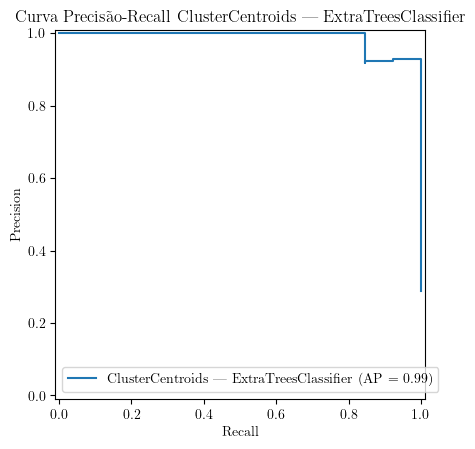 Curva Precisão-Recall ClusterCentroids — ExtraTreesClassifier
1.0
0.8
0.6
0.4
0.2
0.0
Precision
ClusterCentroids — ExtraTreesClassifier (AP = 0.99)
0.0 0.2 0.4 0.6 0.8 1.0
Recall